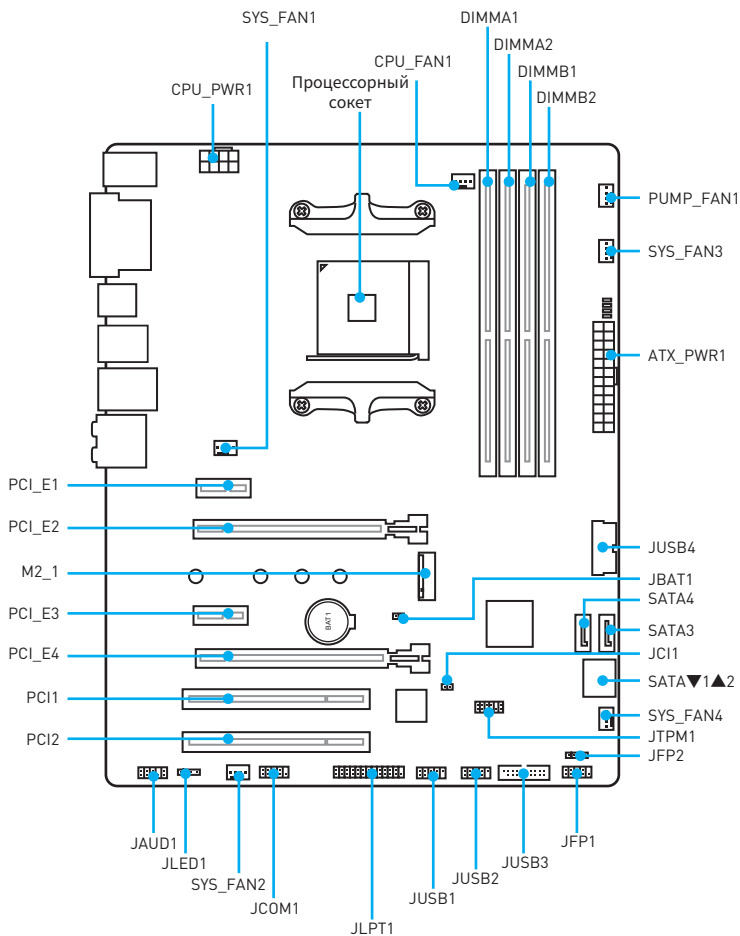 SYS_FAN1
DIMMA1
DIMMA2
CPU_FAN1
DIMMB1
Процессорный
сокет
CPU_PWR1
DIMMB2
PUMP_FAN1
SYS_FAN3
ATX_PWR1
PCI_E1
PCI_E2
JUSB4
M2_1
JBAT1
SATA4
PCI_E3
BAT1
SATA3
PCI_E4
JCI1
SATA▼1▲2
PCI1
SYS_FAN4
PCI2
JTPM1
JFP2
JAUD1
JFP1
JLED1
JUSB3
SYS_FAN2
JUSB2
JCOM1
JUSB1
JLPT1